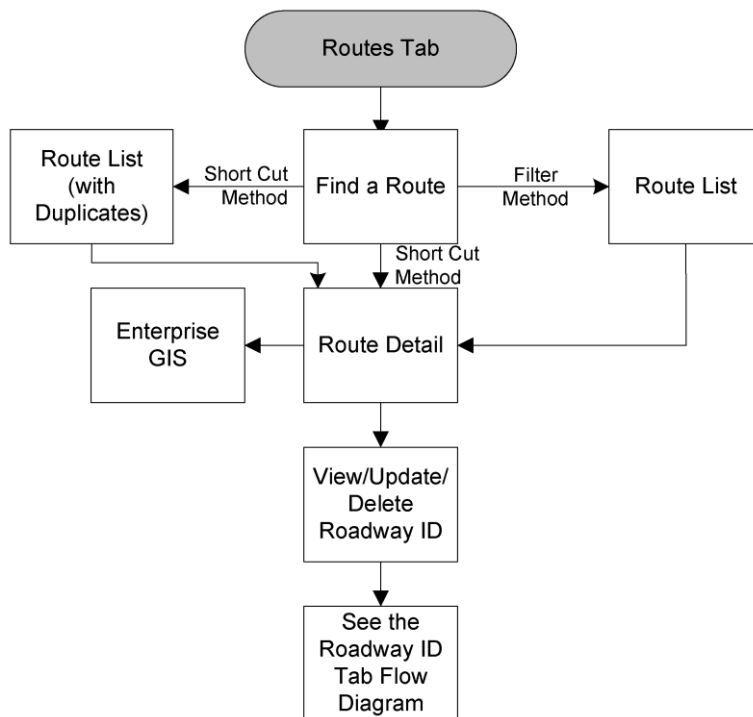 Routes Tab
Route List
(with
Duplicates)
Short Cut
Method
Find a Route
Filter
Method
Route List
Short Cut
Method
Enterprise
GIS
Route Detail
View/Update/
Delete
Roadway ID
See the
Roadway ID
Tab Flow
Diagram